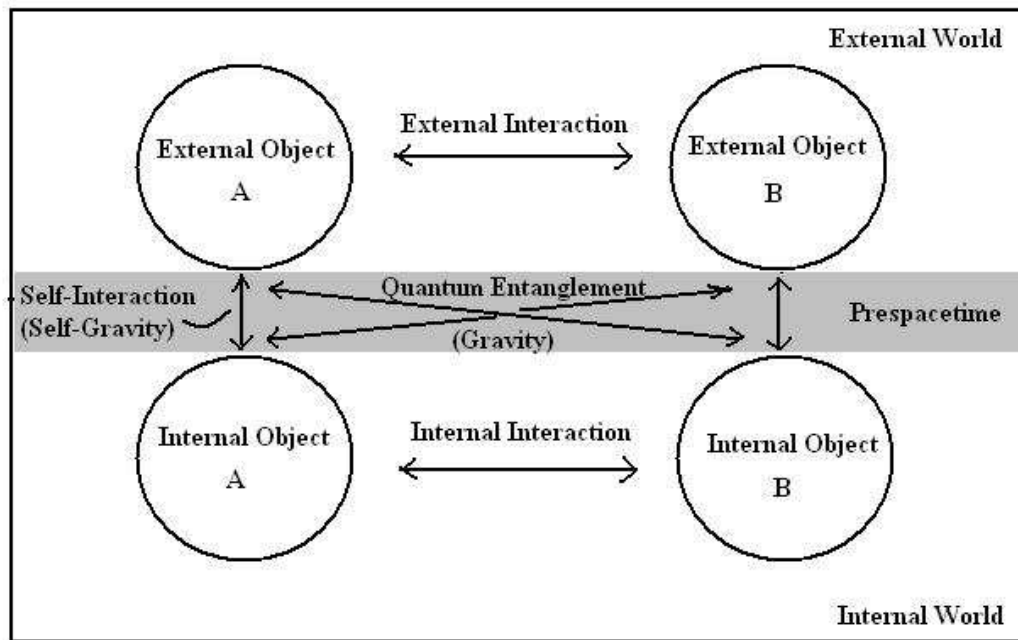 External World
External Interaction
External Object
A
External Object
B
Self-Interaction
(Self-Gravity)
Quantum Entanglement
(Gravity)
Prespacetime
Internal Object
A
Internal Interaction
Internal Object
B
Internal World